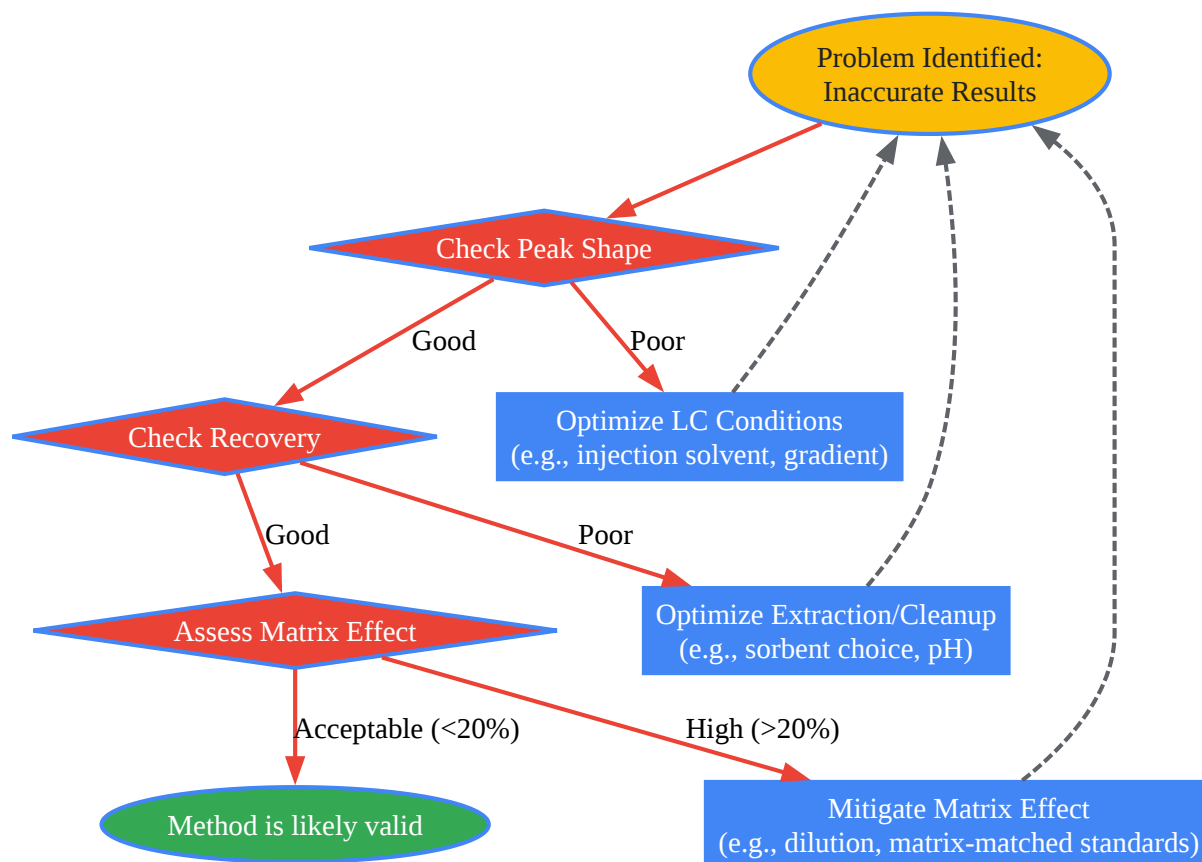 Problem Identified:
Inaccurate Results
Check Peak Shape
Good
Poor
Optimize LC Conditions
(e.g., injection solvent, gradient)
Check Recovery
Good
Poor
Optimize Extraction/Cleanup
(e.g., sorbent choice, pH)
Assess Matrix Effect
Acceptable (<20%)
High (>20%)
Method is likely valid
Mitigate Matrix Effect
(e.g., dilution, matrix-matched standards)